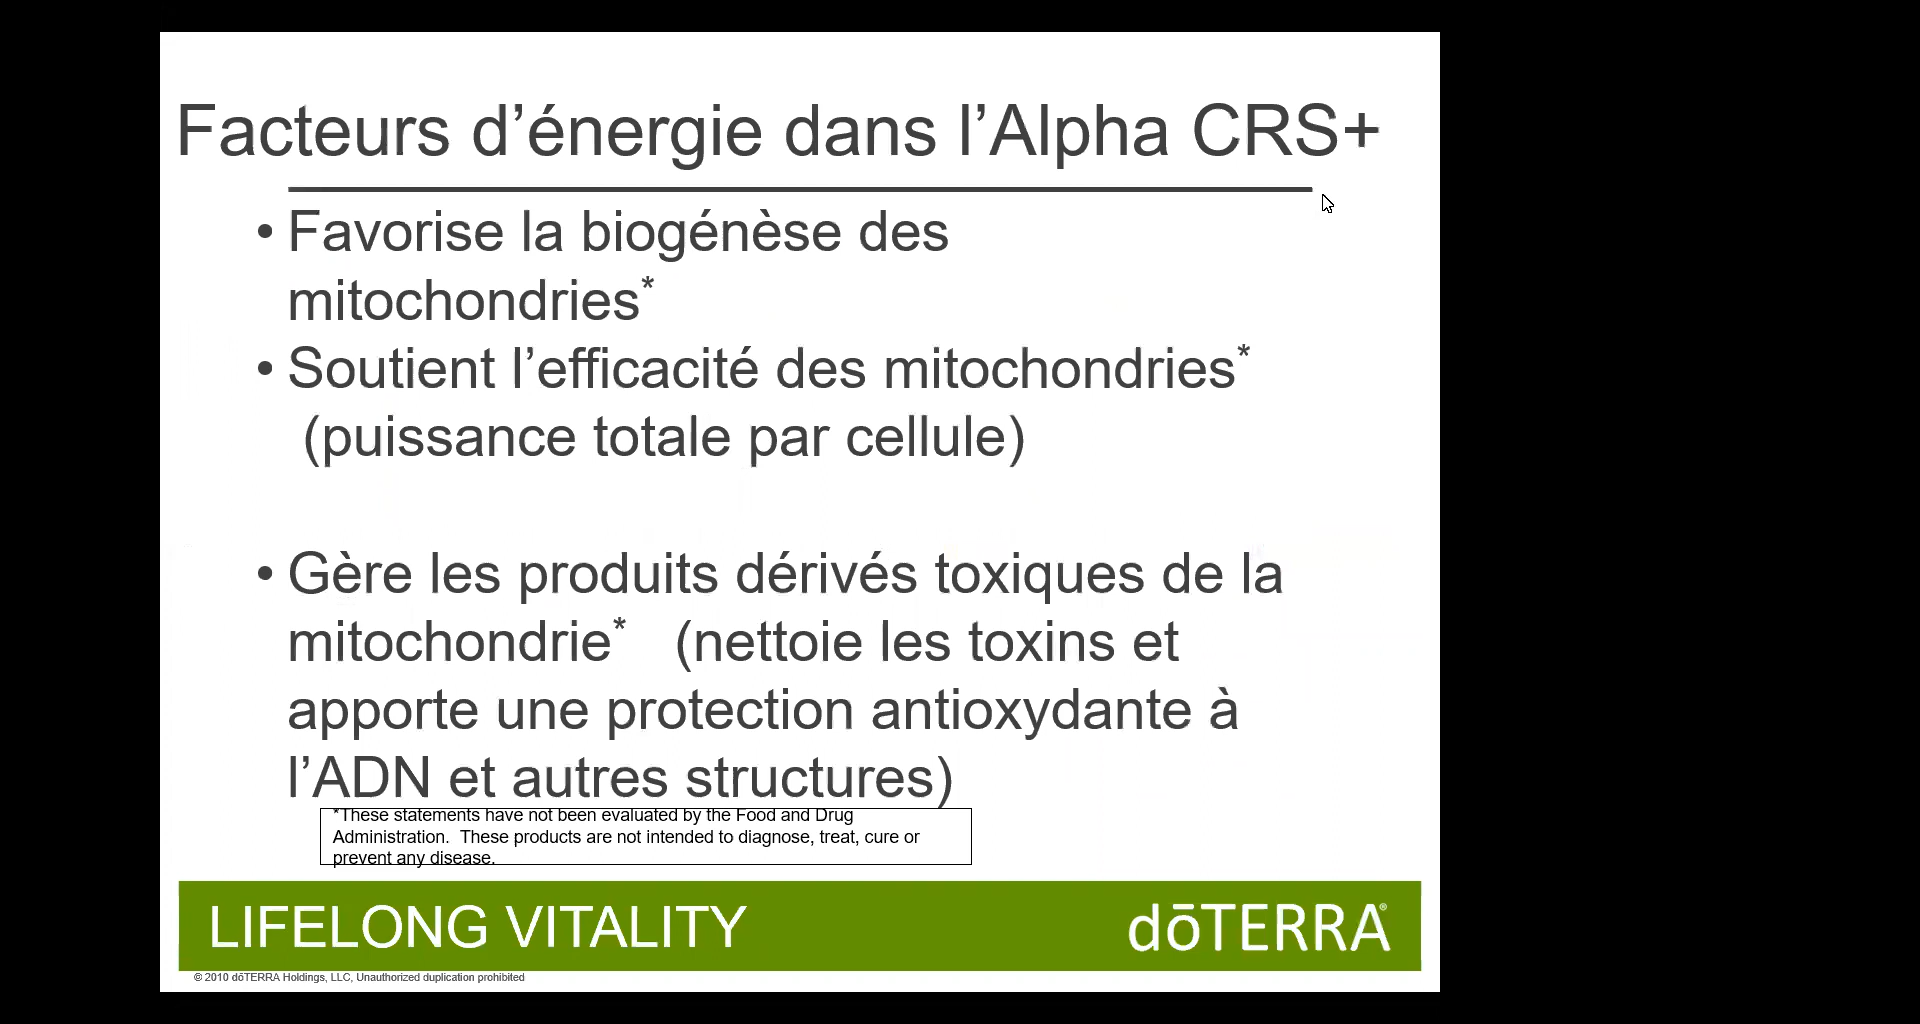 Facteurs d’énergie dans l’Alpha CRS+
• Favorise la biogénèse des
mitochondries*
• Soutient l’efficacité des mitochondries*
(puissance totale par cellule)
• Gère les produits dérivés toxiques de la
mitochondrie* (nettoie les toxins et
apporte une protection antioxydante à
l’ADN et autres structures)
*These statements have not been evaluated by the Food and Drug
Administration. These products are not intended to diagnose, treat, cure or
prevent any disease.
LIFELONG VITALITY
dōTERRA®
© 2010 dōTERRA Holdings, LLC, Unauthorized duplication prohibited